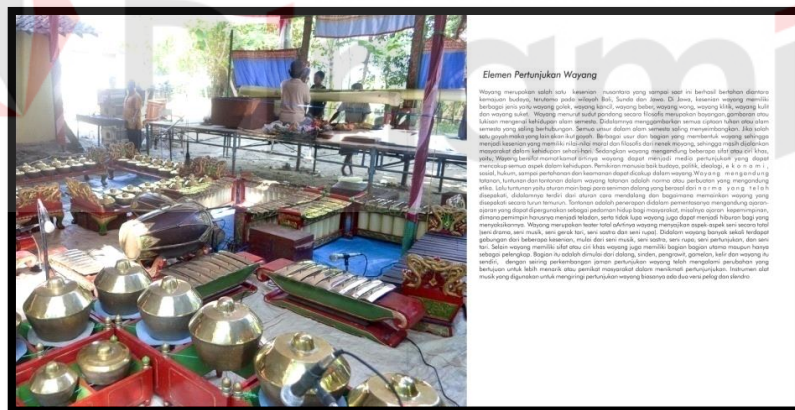 Elemen Pertunjukan Wayang
Wayang merupakan salah satu kesenian nusantara yang sampai saat ini berhasil bertahan diantara
kemajuan budaya, terutama pada wilayah Bali, Sunda dan Jawa. Di Jawa, kesenian wayang memiliki
berbagai jenis yaitu wayang golek, wayang kancil, wayang beber, wayang wong, wayang klitik, wayang kulit
dan wayang suket. Wayang menurut sudut pandang secara filosofis merupakan bayangan,gambaran atau
lukisan mengenai kehidupan alam semesta. Didalamnya menggambarkan semua ciptaan tuhan atau alam
semesta yang saling berhubungan. Semua unsur dalam alam semesta saling menyeimbangkan. Jika salah
satu goyah maka yang lain akan ikut goyah. Berbagai usur dan bagian yang membentuk wayang sehingga
menjadi kesenian yang memiliki nilai-nilai moral dan filosofis dari nenek moyang, sehingga masih dijalankan
masyarakat dalam kehidupan sehari-hari. Sedangkan wayang mengandung beberapa sifat atau ciri khas,
yaitu, Wayang bersifat momot kamot artinya wayang dapat menjadi media pertunjukan yang dapat
mencakup semua aspek dalam kehidupan. Pemikiran manusia baik budaya, politik, ideologi, e k o n o m i ,
sosial, hukum, sampai pertahanan dan keamanan dapat dicakup dalam wayang.W a y a n g m e n g a n d u n g
tatanan, tuntunan dan tontonan dalam wayang tatanan adalah norma atau perbuatan yang mengandung
etika. Lalu tuntunan yaitu aturan main bagi para seniman dalang yang berasal dari n o r m a y a n g t e l a h
disepakati, didalamnya terdiri dari aturan cara mendalang dan bagaimana memainkan wayang yang
disepakati secara turun temurun. Tontonan adalah penerapan didalam pementasanya mengandung ajaran-
ajaran yang dapat dipergunakan sebagai pedoman hidup bagi masyarakat, misalnya ajaran kepemimpinan,
dimana pemimpin harusnya menjadi teladan, serta tidak lupa wayang juga dapat menjadi hiburan bagi yang
menyaksikannya. Wayang merupakan teater total artinya wayang menyajikan aspek-aspek seni secara total
(seni drama, seni musik, seni gerak tari, seni sastra dan seni rupa). Didalam wayang banyak sekali terdapat
gabungan dari beberapa kesenian, mulai dari seni musik, seni sastra, seni rupa, seni pertunjukan, dan seni
tari. Selain wayang memiliki sifat atau ciri khas wayang juga memiliki bagian bagian utama maupun hanya
sebagai pelengkap. Bagian itu adalah dimulai dari dalang, sinden, pengrawit, gamelan, kelir dan wayang itu
sendiri, dengan seiring perkembangan jaman pertunjukan wayang telah mengalami perubahan yang
bertujuan untuk lebih menarik atau pemikat masyarakat dalam menikmati pertunjunjukan. Instrumen alat
musik yang digunakan untuk mengiringi pertunjukan wayang biasanya ada dua versi pelog dan slendro